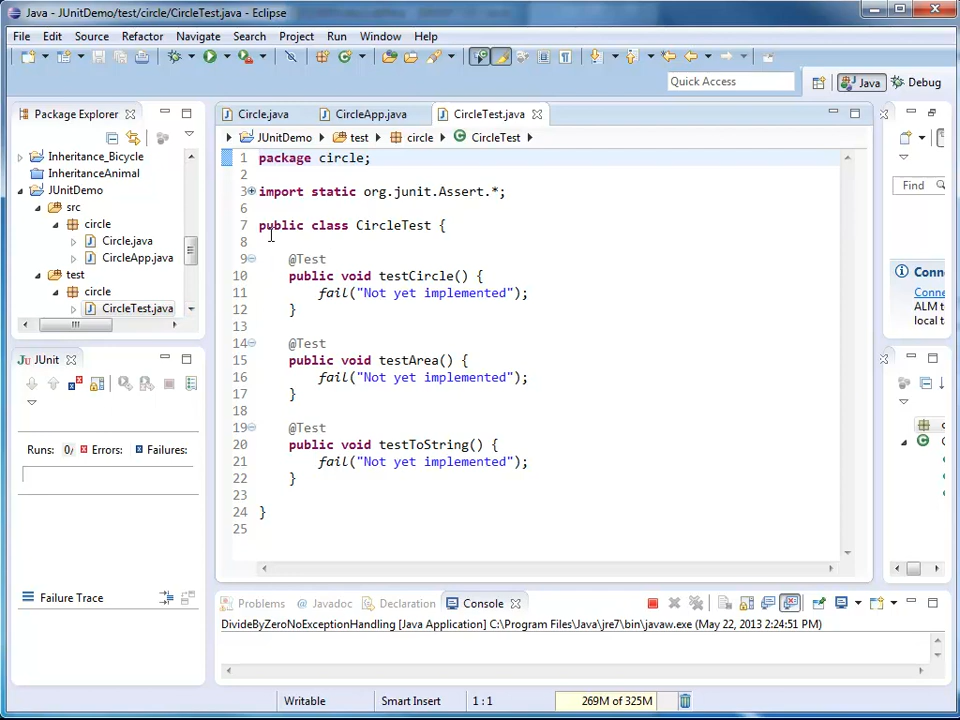 Java - JUnitDemo/test/circle/CircleTest.java - Eclipse
File Edit Source Refactor Navigate Search Project Run Window Help
Quick Access
Java
Debug
Package Explorer
Inheritance_Bicycle
InheritanceAnimal
JUnitDemo
src
circle
Circle.java
CircleApp.java
test
circle
CircleTest.java
JUnit
Runs: 0/ Errors: Failures:
Failure Trace
Circle.java CircleApp.java CircleTest.java
JUnitDemo test circle CircleTest
1 package circle;
2
3 import static org.junit.Assert.*;
6
7 public class CircleTest {
8
9 @Test
10 public void testCircle() {
11 fail("Not yet implemented");
12 }
13
14 @Test
15 public void testArea() {
16 fail("Not yet implemented");
17 }
18
19 @Test
20 public void testToString() {
21 fail("Not yet implemented");
22 }
23
24 }
25
Find
Conn
Conne
ALM t
local t
Problems Javadoc Declaration Console
DivideByZeroNoExceptionHandling [Java Application] C:\Program Files\Java\jre7\bin\javaw.exe (May 22, 2013 2:24:51 PM)
Writable Smart Insert 1 : 1 269M of 325M